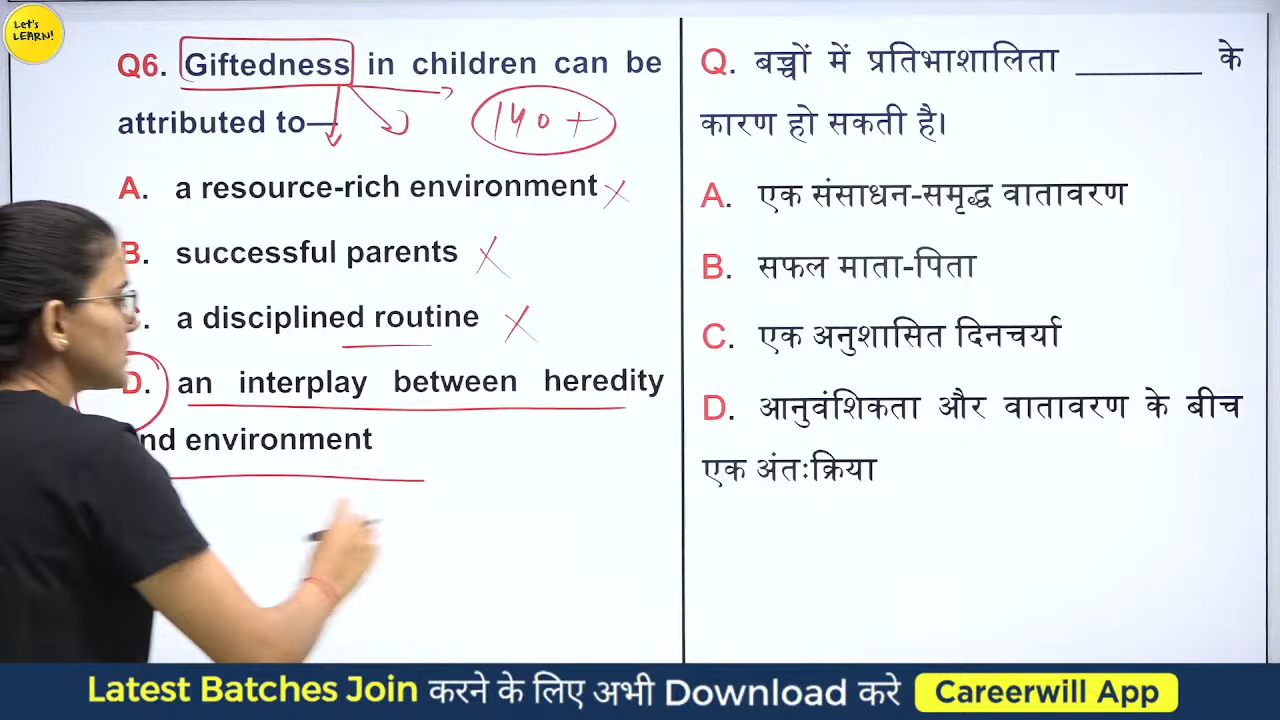 Let's
LEARN!
Q6. Giftedness in children can be
attributed to—
140+
A. a resource-rich environment
B. successful parents
a disciplined routine
D. an interplay between heredity
nd environment
Q. बच्चों में प्रतिभाशालिता ________ के
कारण हो सकती है।
A. एक संसाधन-समृद्ध वातावरण
B. सफल माता-पिता
C. एक अनुशासित दिनचर्या
D. आनुवंशिकता और वातावरण के बीच
एक अंतःक्रिया
Latest Batches Join करने के लिए अभी Download करे Careerwill App